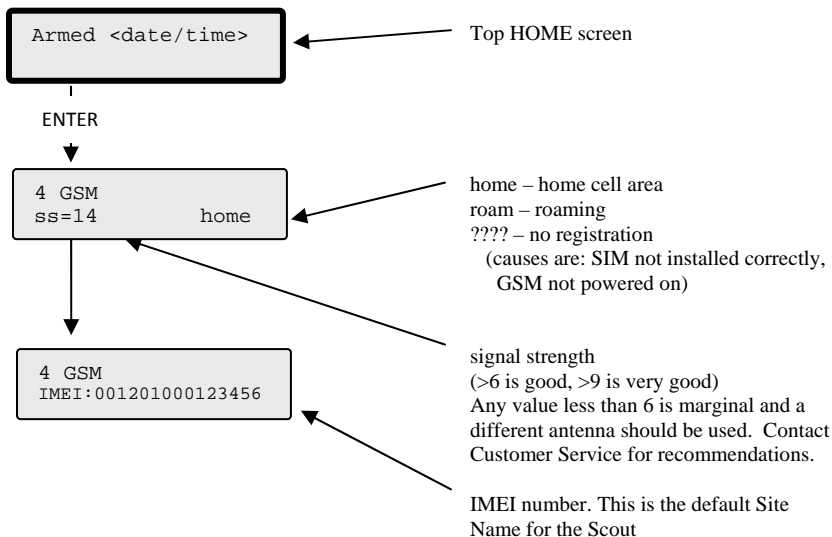 Armed <date/time>
Top HOME screen
ENTER
4 GSM
ss=14 home
home – home cell area
roam – roaming
???? – no registration
(causes are: SIM not installed correctly,
GSM not powered on)
4 GSM
IMEI:001201000123456
signal strength
(>6 is good, >9 is very good)
Any value less than 6 is marginal and a
different antenna should be used. Contact
Customer Service for recommendations.
IMEI number. This is the default Site
Name for the Scout